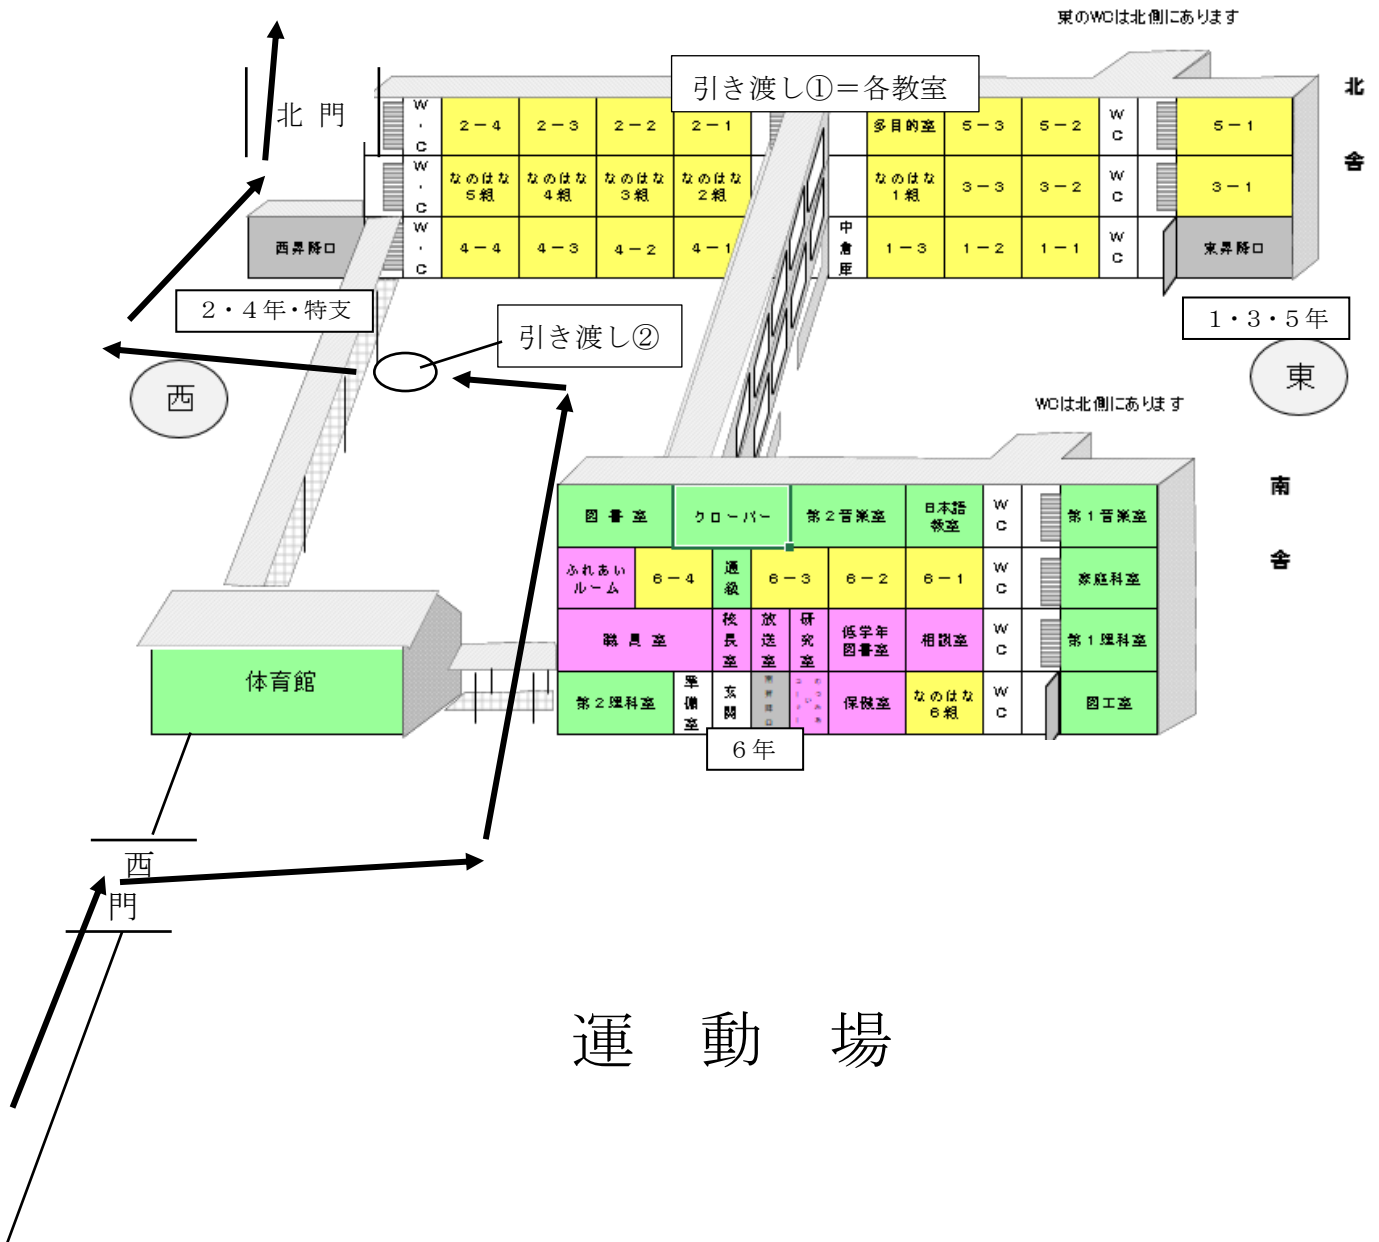 東のWCは北側にあります
引き渡し①＝各教室
北門
北舎
W・C
2－4
2－3
2－2
2－1
多目的室
5－3
5－2
WC
5－1
W・C
なのはな
5組
なのはな
4組
なのはな
3組
なのはな
2組
なのはな
1組
3－3
3－2
WC
3－1
西昇降口
W・C
4－4
4－3
4－2
4－1
中倉庫
1－3
1－2
1－1
WC
東昇降口
2・4年・特支
引き渡し②
1・3・5年
西
東
WCは北側にあります
南舎
図書室
クローバー
第2音楽室
日本語
教室
WC
第1音楽室
ふれあい
ルーム
6－4
通級
6－3
6－2
6－1
WC
家庭科室
職員室
校長室
放送室
研究室
低学年
図書室
相談室
WC
第1理科室
体育館
第2理科室
準備室
玄関
南昇降口
保健室
なのはな
6組
WC
図工室
6年
西門
運動場